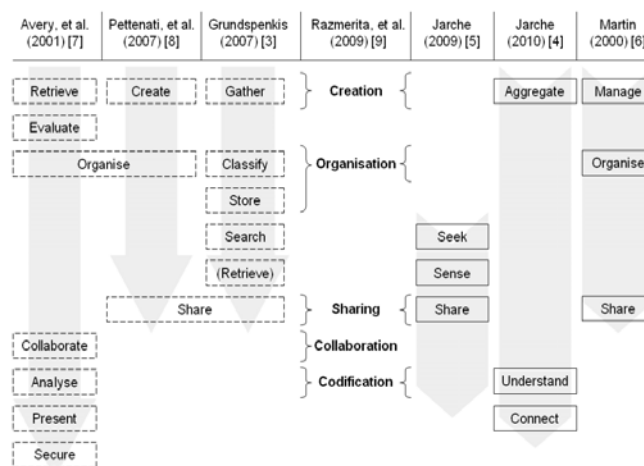 Avery, et al. Pettenati, et al. Grundspenkis Razmerita, et al. Jarche Jarche Martin
(2001) [7] (2007) [8] (2007) [3] (2009) [9] (2009) [5] (2010) [4] (2000) [6]
Retrieve Create Gather Creation Aggregate Manage
Evaluate
Organise Classify Organisation Organise
Store
Search Seek
(Retrieve) Sense
Share Sharing Share Share
Collaborate Collaboration
Analyse Codification Understand
Present Connect
Secure